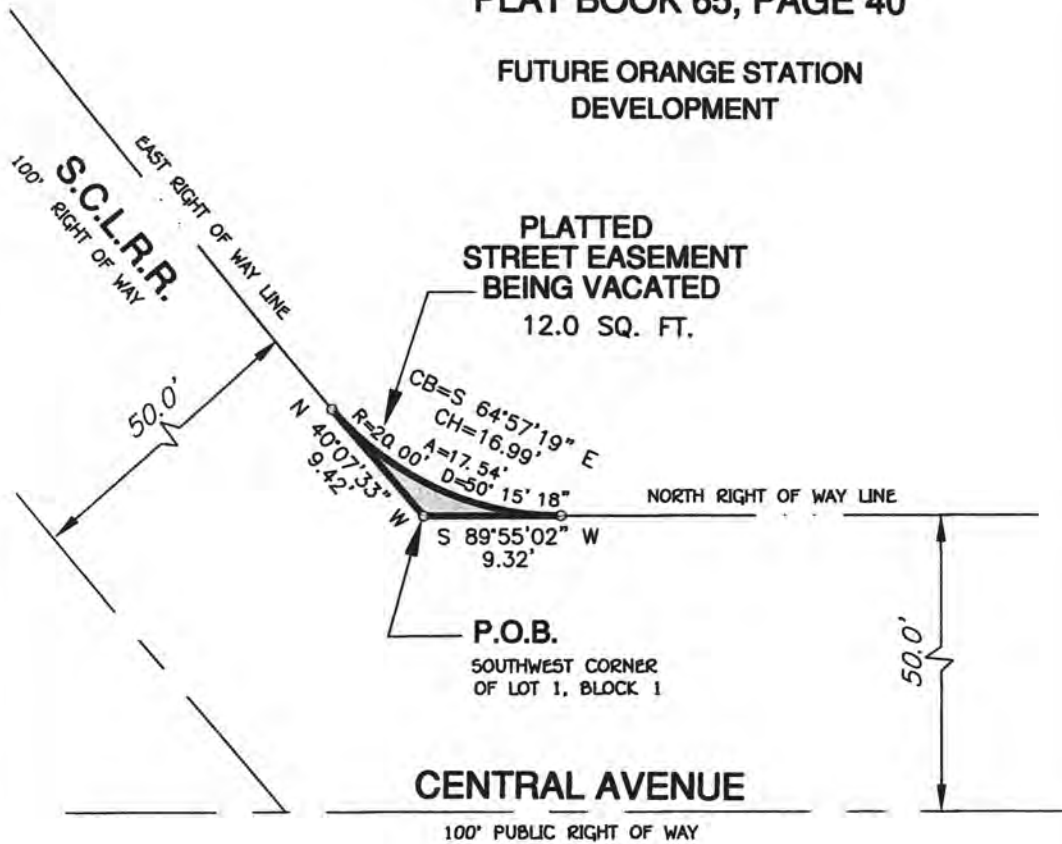 PLAT BOOK 65, PAGE 40
FUTURE ORANGE STATION
DEVELOPMENT
EAST RIGHT OF WAY LINE
S.C.L.R.R.
100' RIGHT OF WAY
PLATTED
STREET EASEMENT
BEING VACATED
12.0 SQ. FT.
50.0'
CB=S 64°57'19" E
CH=16.99'
R=20.00'
A=17.54'
D=50° 15' 18"
N 40°07'33" W
9.42'
NORTH RIGHT OF WAY LINE
S 89°55'02" W
9.32'
P.O.B.
SOUTHWEST CORNER
OF LOT 1, BLOCK 1
50.0'
CENTRAL AVENUE
100' PUBLIC RIGHT OF WAY